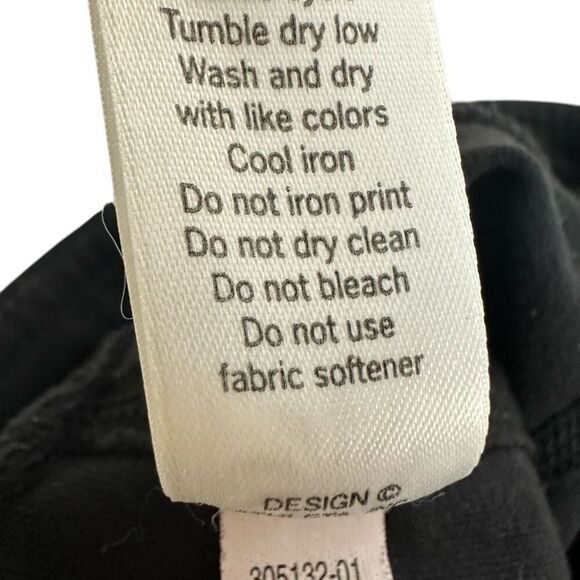 Tumble dry low
Wash and dry
with like colors
Cool iron
Do not iron print
Do not dry clean
Do not bleach
Do not use
fabric softener
DESIGN ©
305132-01